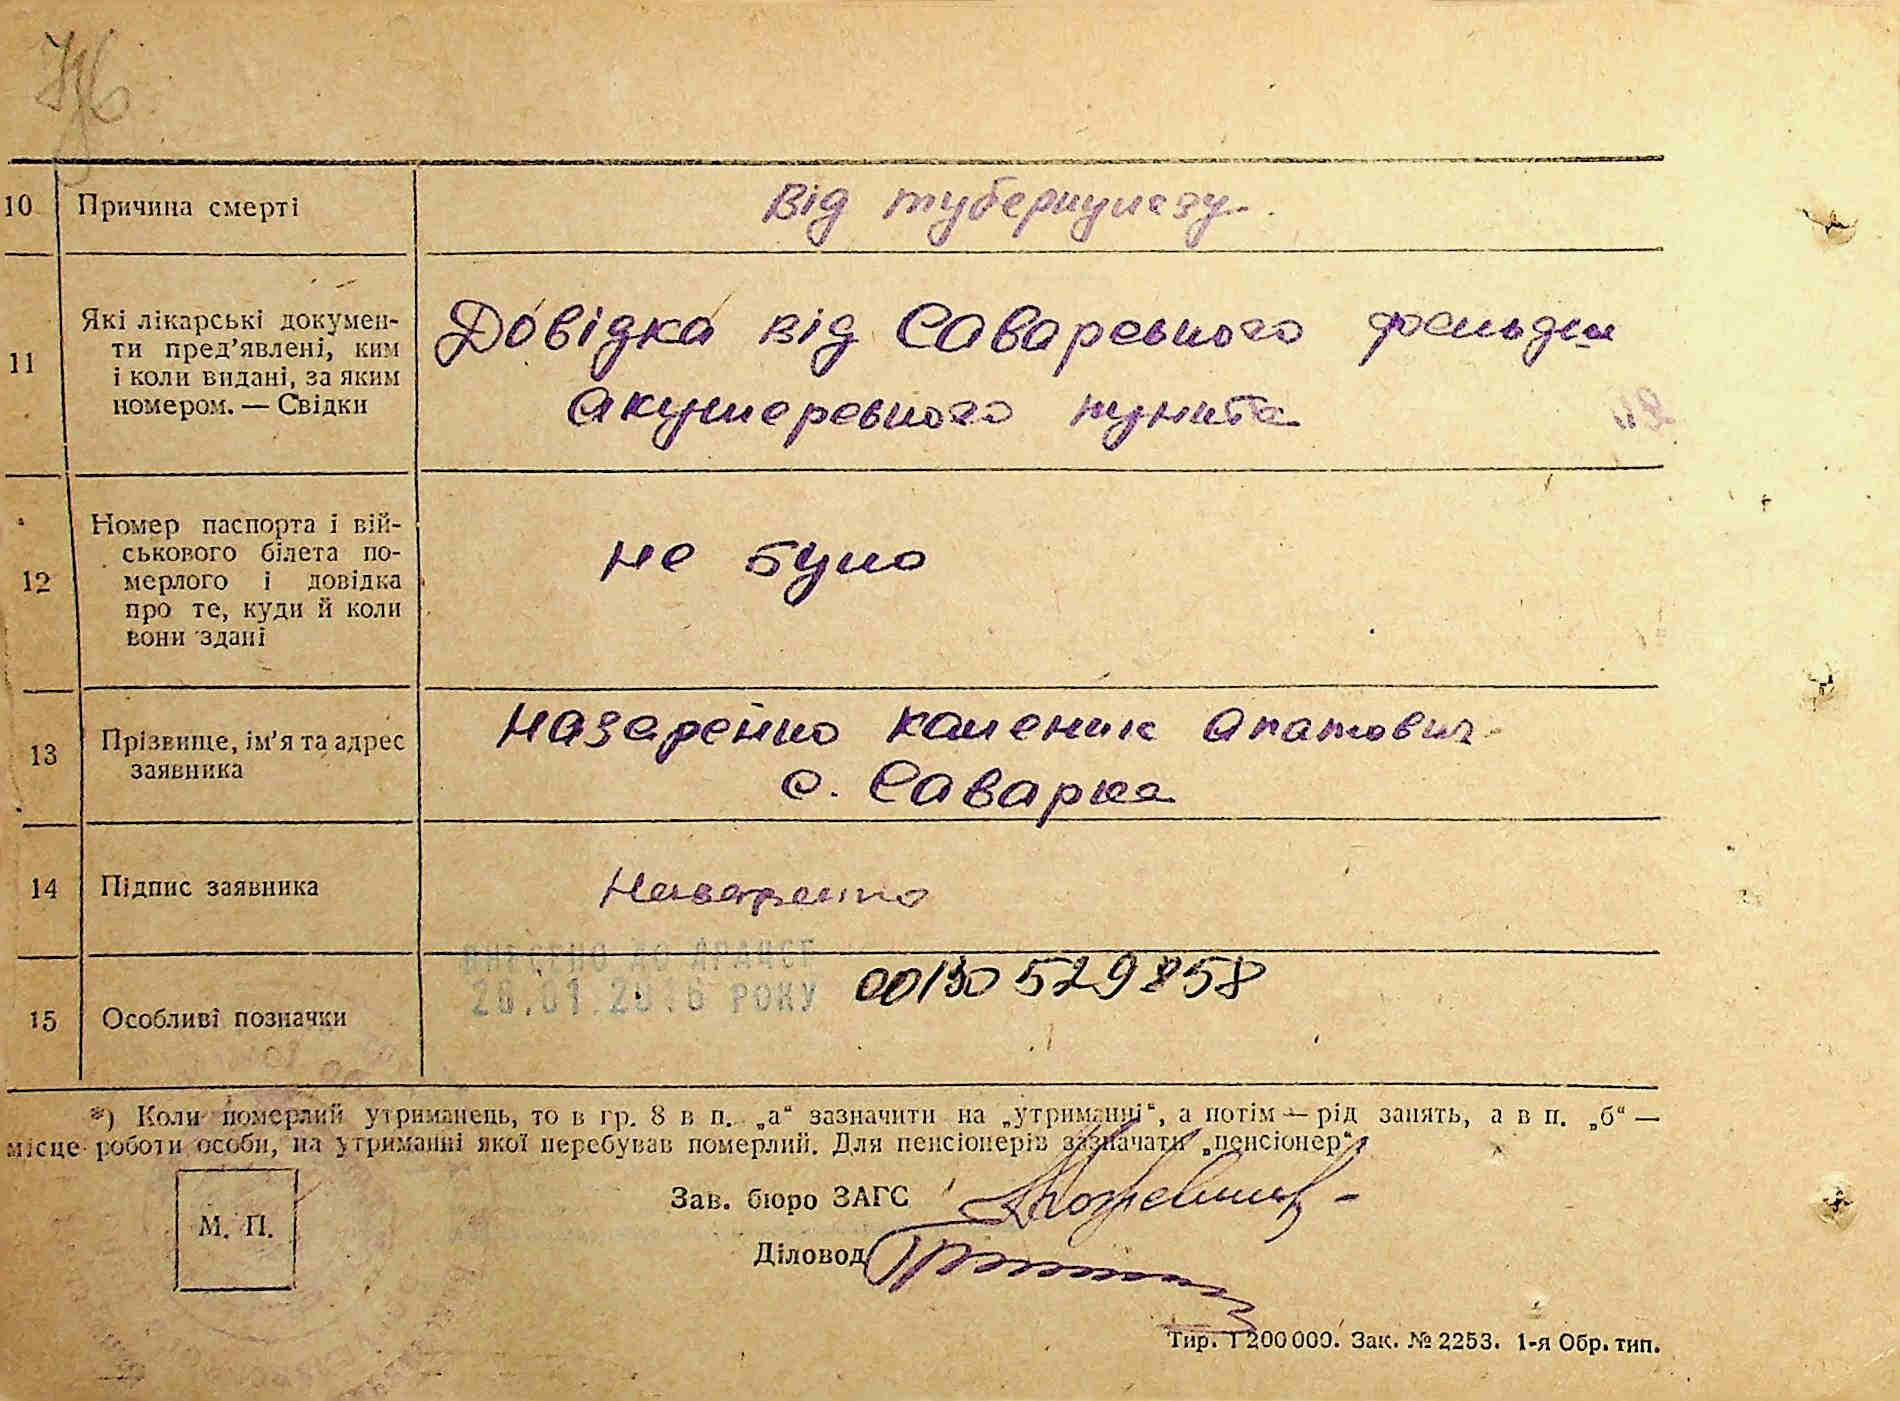 10 Причина смерті
Від туберкульозу
11 Які лікарські докумен-
ти пред’явлені, ким
і коли видані, за яким
номером. — Свідки
Довідка від Саварського фельдш
акушерського пункта
12 Номер паспорта і вій-
ськового білета по-
мерлого і довідка
про те, куди й коли
вони здані
не було
13 Прізвище, ім’я та адрес
заявника
Назаренко
с. Саварка
14 Підпис заявника
Назаренко
15 Особливі позначки
ВНЕСЕНО ДО ДРАЦСГ
26.01.2016 РОКУ
00130529858
*) Коли померлий утриманець, то в гр. 8 в п. „а“ зазначити на „утриманні“, а потім — рід занять, а в п. „б“ —
місце роботи особи, на утриманні якої перебував померлий. Для пенсіонерів зазначати „пенсіонер“.
Зав. бюро ЗАГС
М. П.
Діловод
Тир. 1 200 000. Зак. № 2253. 1-я Обр. тип.